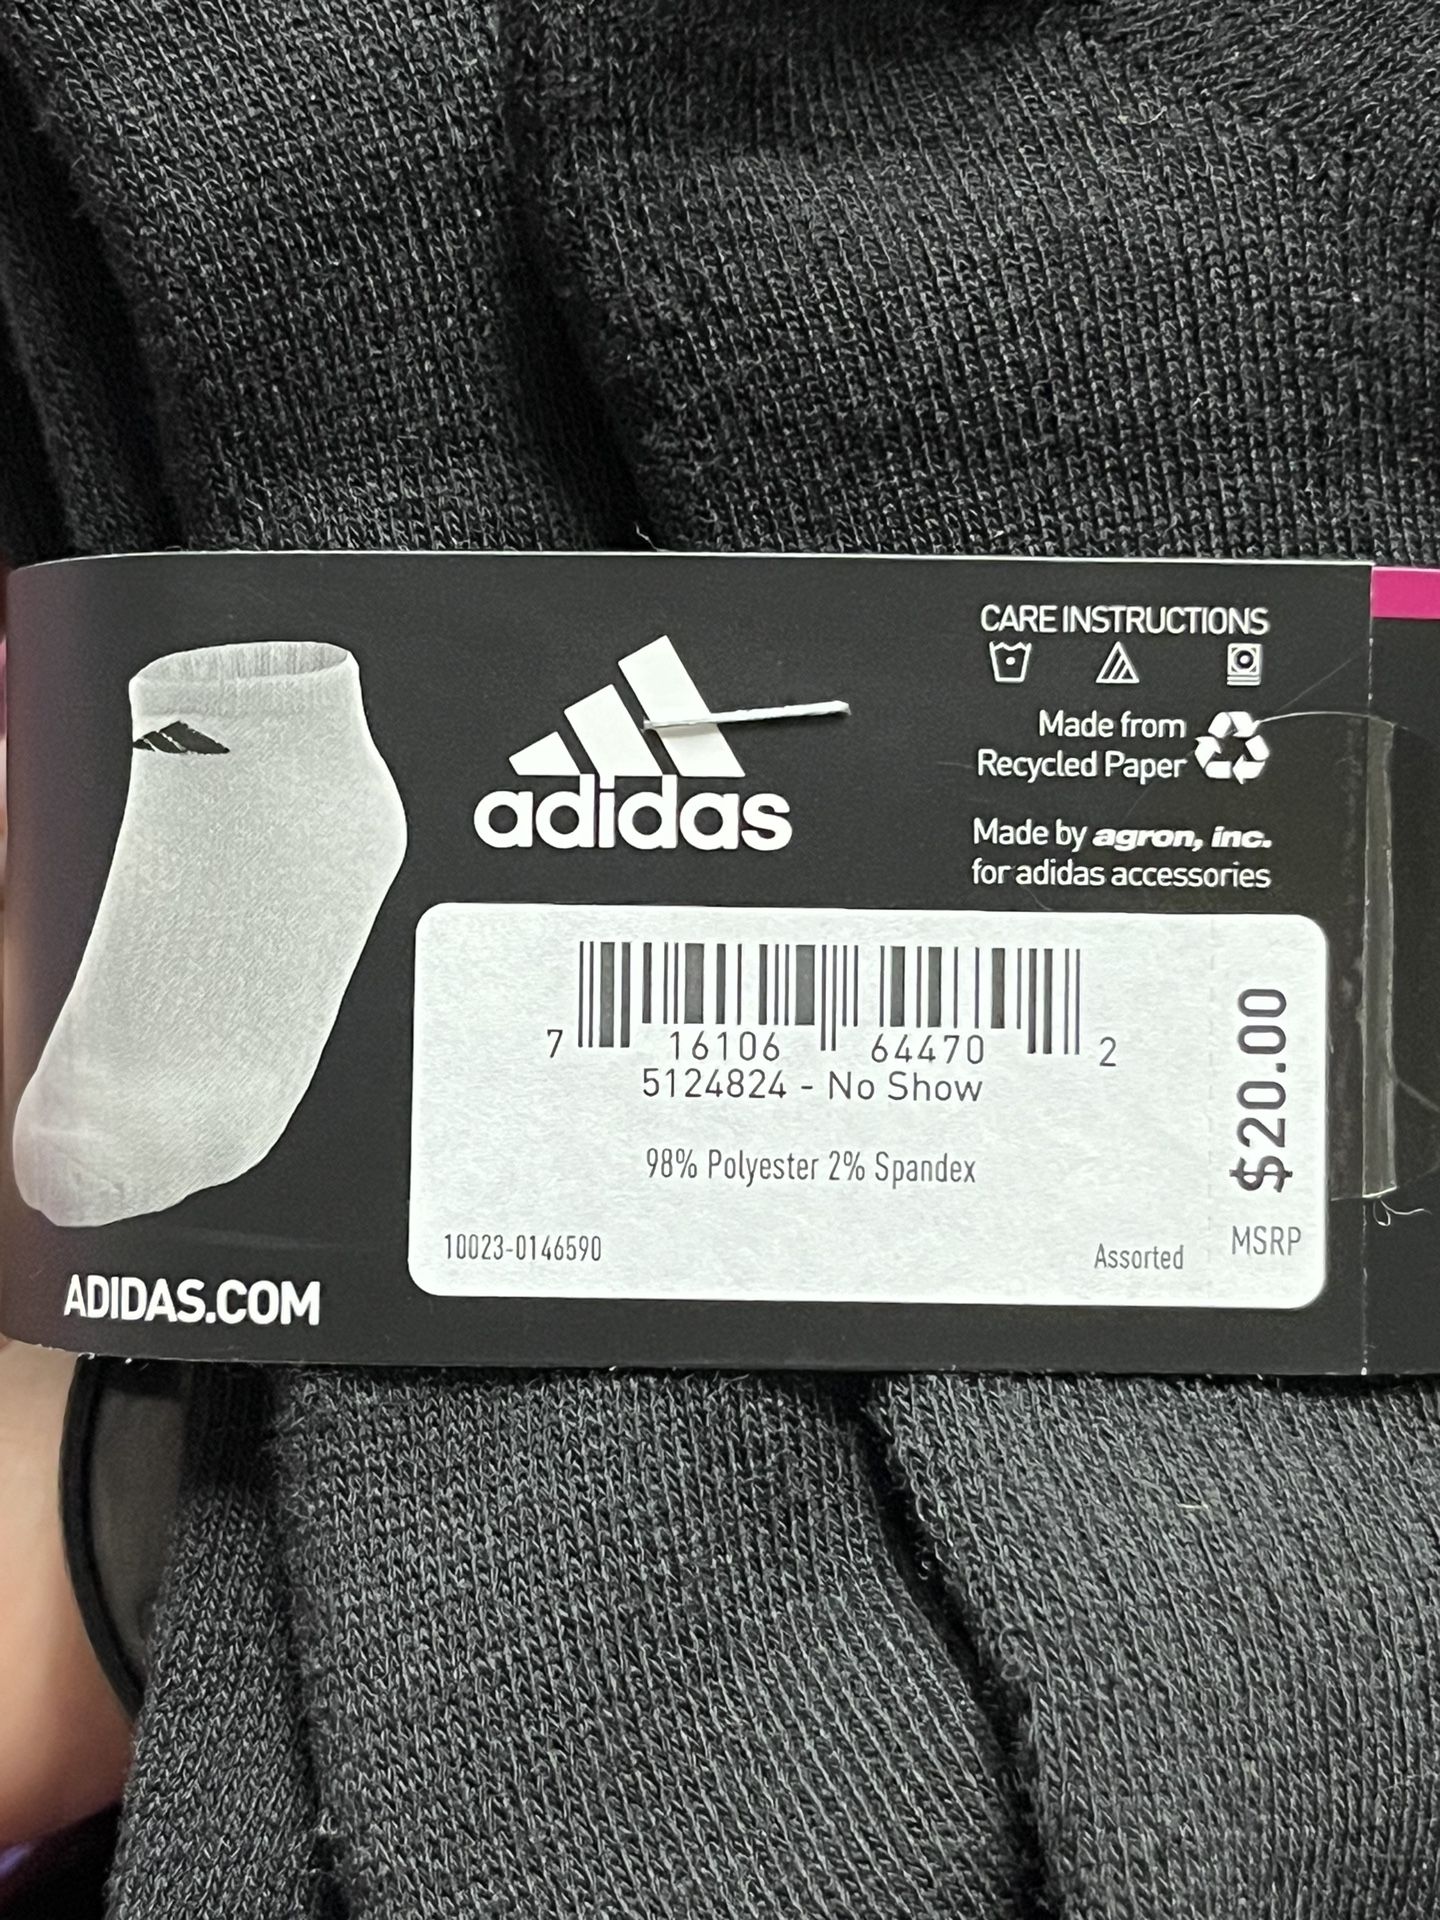 CARE INSTRUCTIONS
Made from
Recycled Paper
adidas
Made by agron, inc.
for adidas accessories
7 16106 64470 2
5124824 - No Show
98% Polyester 2% Spandex
10023-0146590
Assorted
$20.00
MSRP
ADIDAS.COM